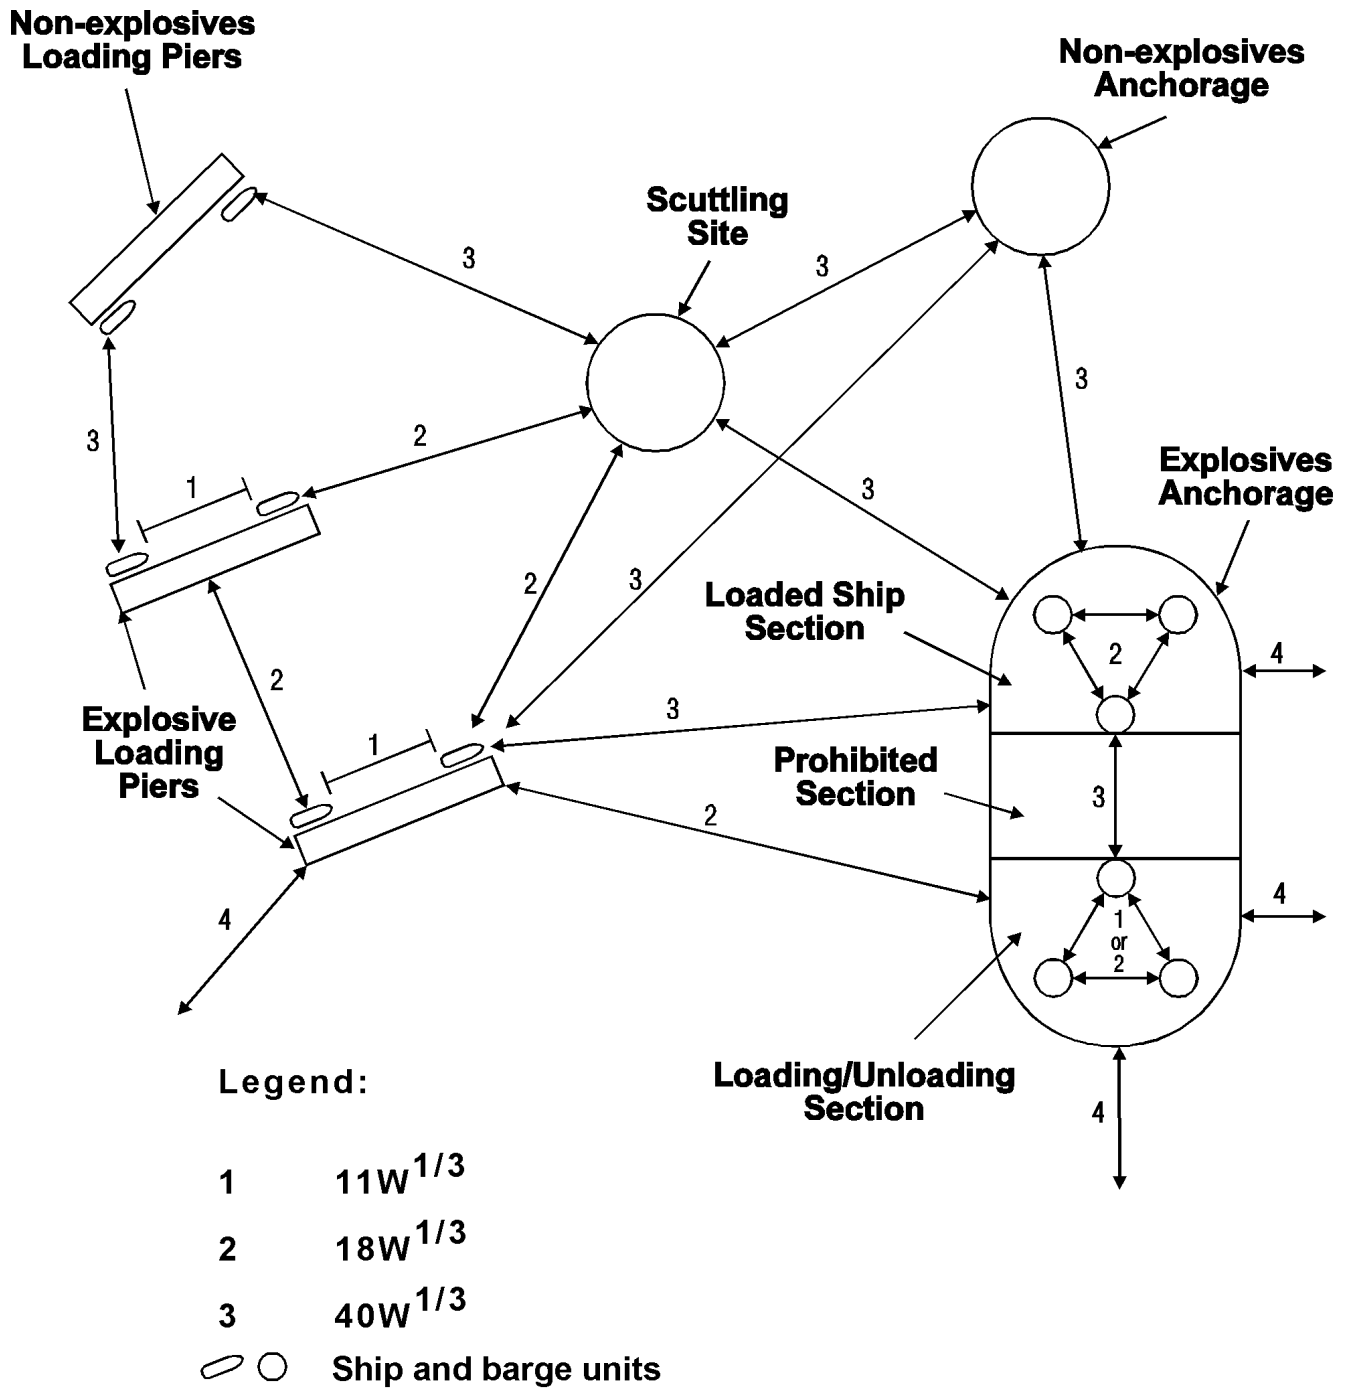 Non-explosives
Loading Piers
Non-explosives
Anchorage
Scuttling
Site
3
3
3
3
2
1
3
Explosives
Anchorage
2
3
Loaded Ship
Section
2
4
2
Explosive
Loading
Piers
1
3
Prohibited
Section
3
2
4
4
1
or
2
Loading/Unloading
Section
4
Legend:
1 11W1/3
2 18W1/3
3 40W1/3
Ship and barge units